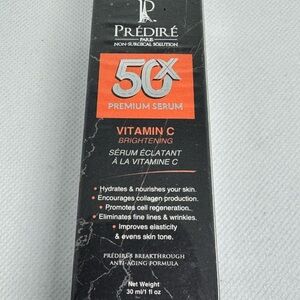 PR
PRÉDIRÉ
PARIS
NON-SURGICAL SOLUTION
50X
PREMIUM SERUM
VITAMIN C
BRIGHTENING
SÉRUM ÉCLATANT
À LA VITAMINE C
• Hydrates & nourishes your skin.
• Encourages collagen production.
• Promotes cell regeneration.
• Eliminates fine lines & wrinkles.
• Improves elasticity
& evens skin tone.
PRÉDIRÉ'S BREAKTHROUGH
ANTI-AGING FORMULA
Net Weight
30 ml/1 fl oz